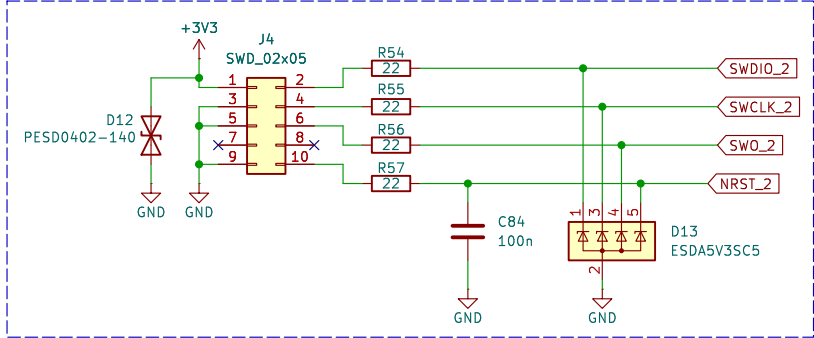 +3V3
J4
SWD_02x05
D12
PESD0402-140
1
2
3
4
5
6
7
8
9
10
GND
GND
R54
22
R55
22
R56
22
R57
22
SWDIO_2
SWCLK_2
SWO_2
NRST_2
C84
100n
GND
1
3
4
5
2
D13
ESDA5V3SC5
GND